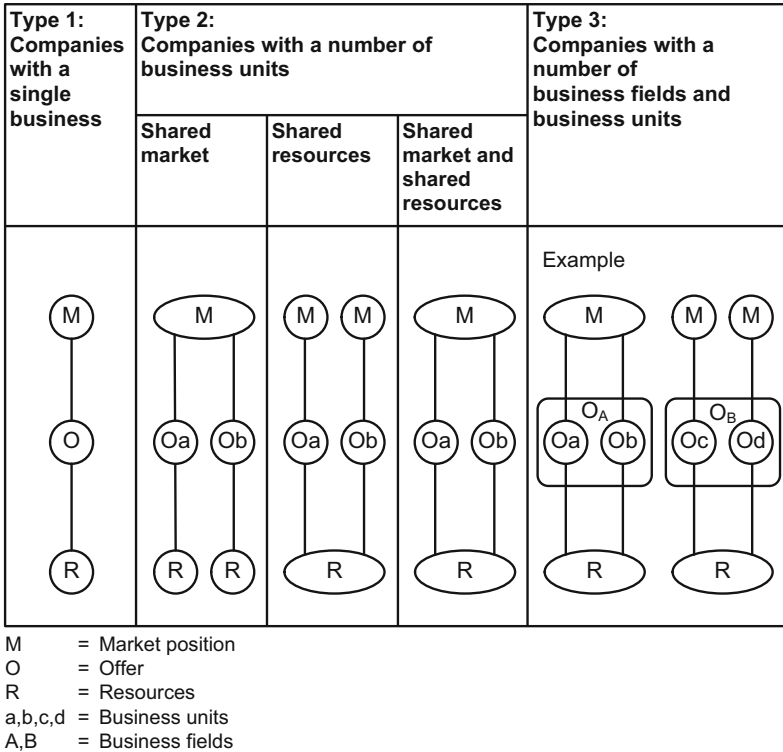 Type 1:
Companies
with a
single
business
Type 2:
Companies with a number of
business units
Type 3:
Companies with a
number of
business fields and
business units
Shared
market
Shared
resources
Shared
market and
shared
resources
Example
M M M M M M M M
O Oa Ob Oa Ob Oa Ob OA Oa Ob OB Oc Od
R R R R R R R
M = Market position
O = Offer
R = Resources
a,b,c,d = Business units
A,B = Business fields